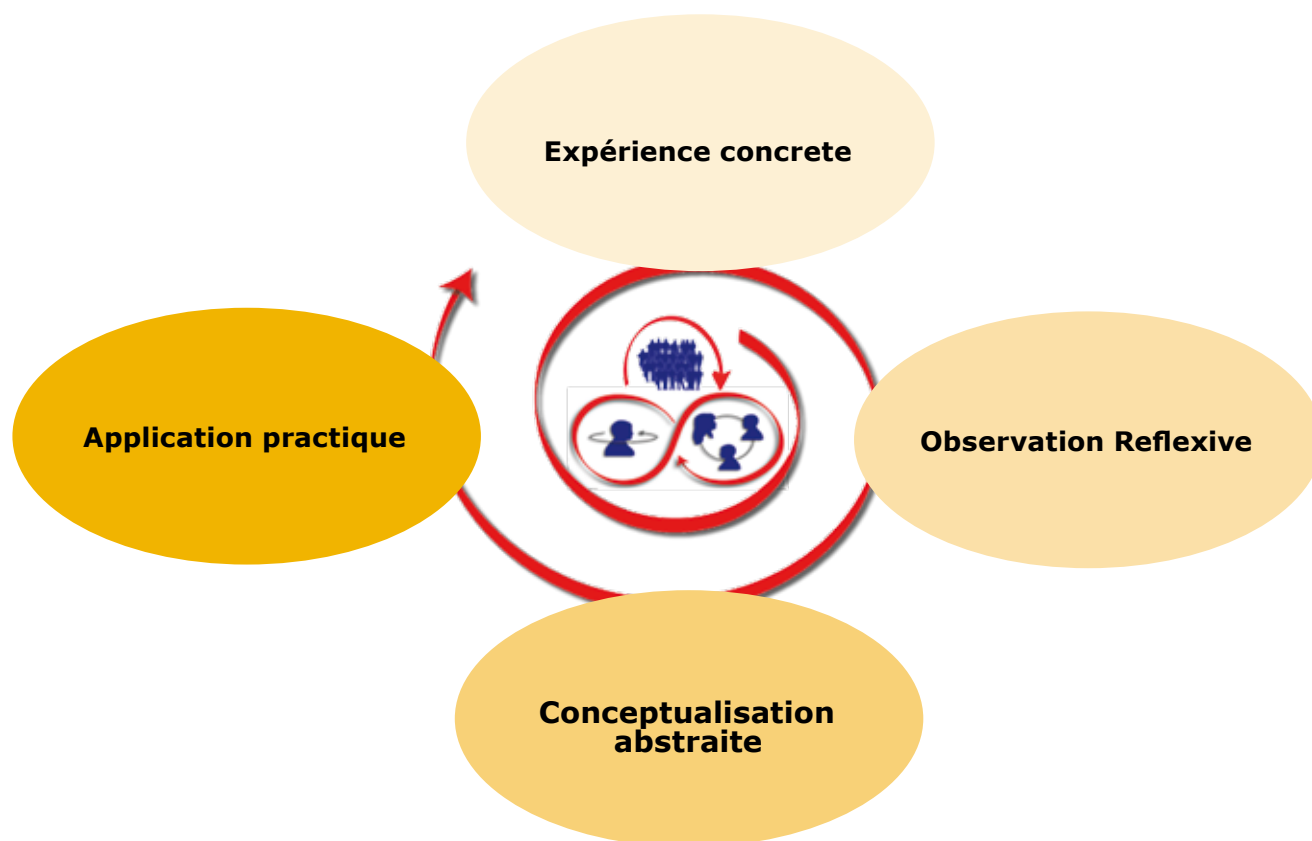 Expérience concrete
Application practique
Observation Reflexive
Conceptualisation
abstraite